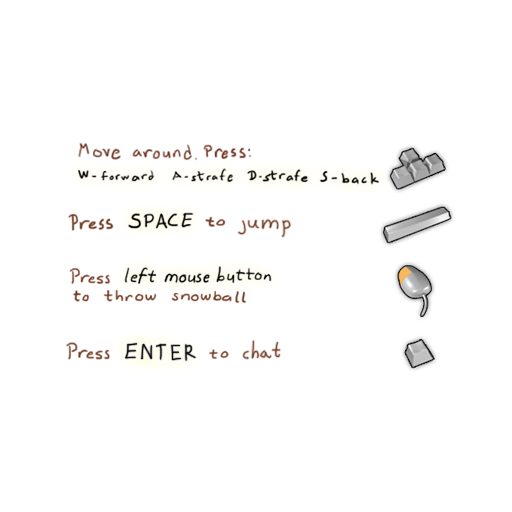 Move around. Press:
W-forward A-strafe D-strafe S-back
Press SPACE to jump
Press left mouse button
to throw snowball
Press ENTER to chat